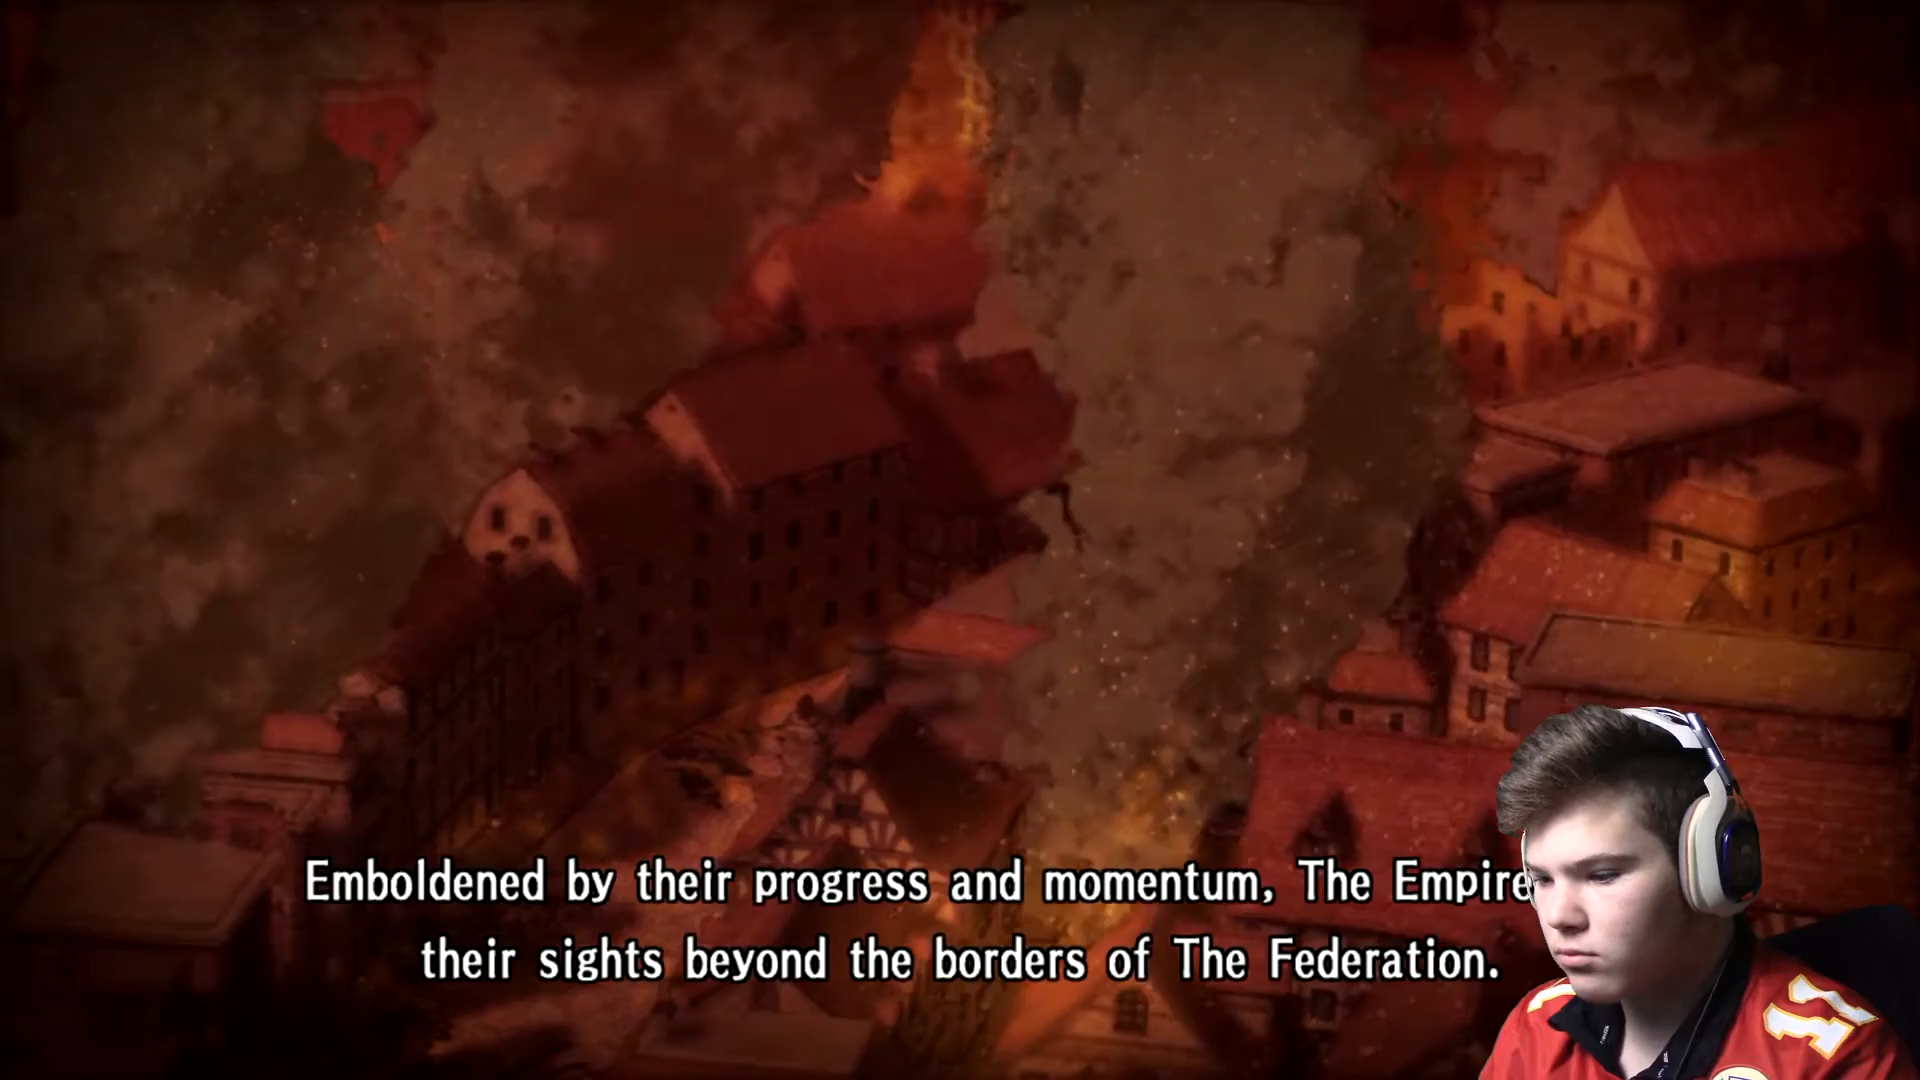 Emboldened by their progress and momentum, The Empire
their sights beyond the borders of The Federation.